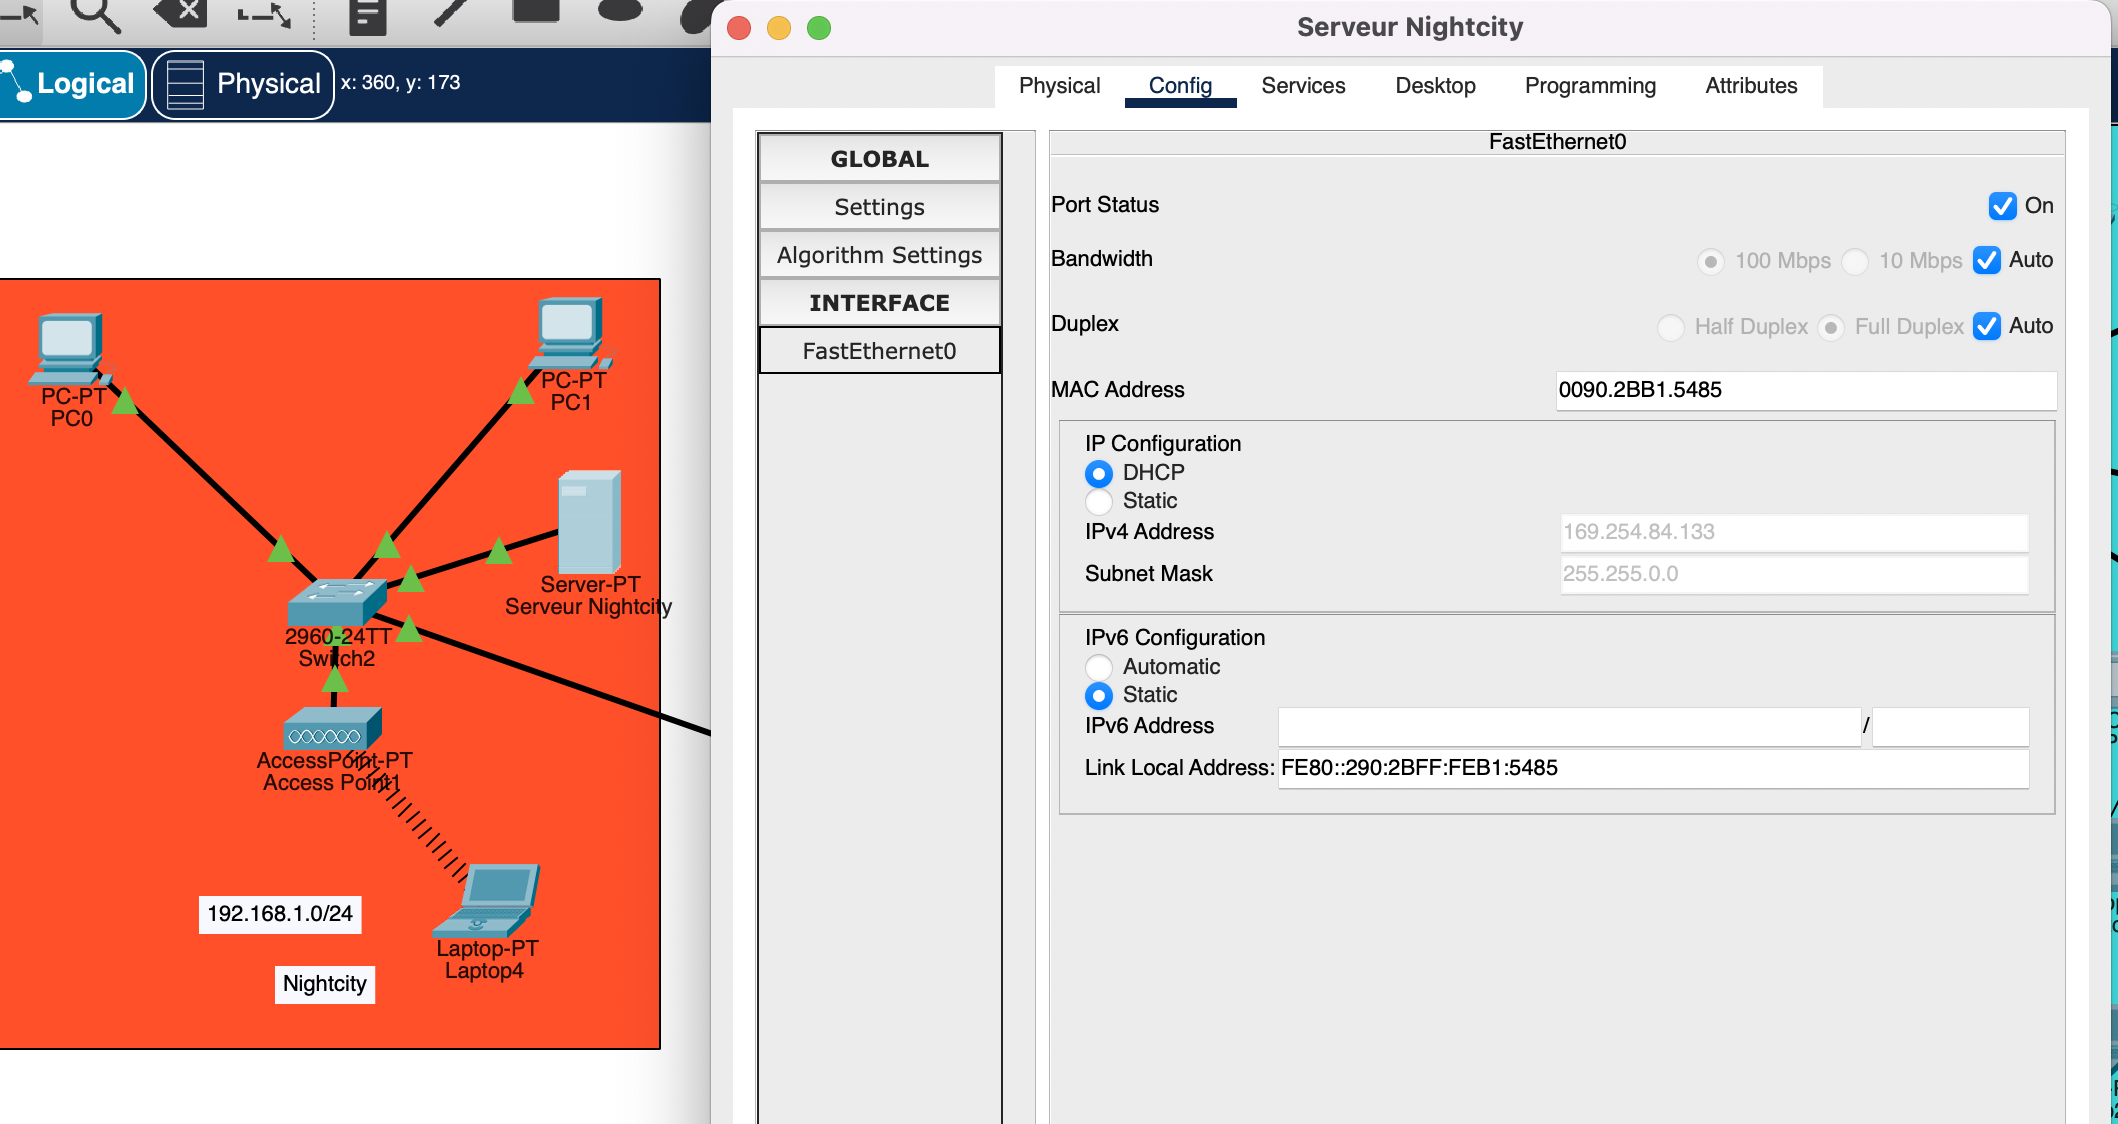 Logical
Physical
x: 360, y: 173
Serveur Nightcity
Physical
Config
Services
Desktop
Programming
Attributes
GLOBAL
Settings
Algorithm Settings
INTERFACE
FastEthernet0
FastEthernet0
Port Status
On
Bandwidth
100 Mbps
10 Mbps
Auto
Duplex
Half Duplex
Full Duplex
Auto
MAC Address
0090.2BB1.5485
IP Configuration
DHCP
Static
IPv4 Address
169.254.84.133
Subnet Mask
255.255.0.0
IPv6 Configuration
Automatic
Static
IPv6 Address
/
Link Local Address:
FE80::290:2BFF:FEB1:5485
PC-PT
PC0
PC-PT
PC1
Server-PT
Serveur Nightcity
2960-24TT
Switch2
AccessPoint-PT
Access Point1
192.168.1.0/24
Laptop-PT
Laptop4
Nightcity